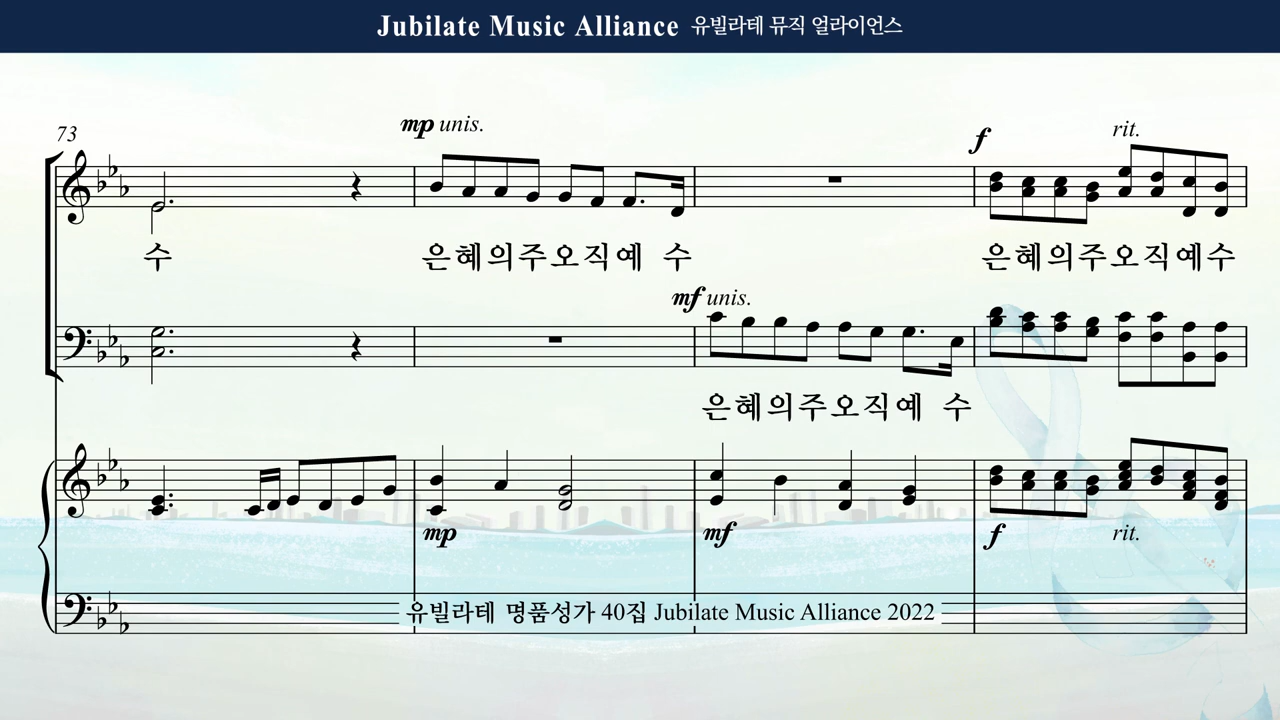 Jubilate Music Alliance 유빌라테 뮤직 얼라이언스
73
mp unis.
f
rit.
수 은혜의주오직예 수 은혜의주오직예수
mf unis.
은혜의주오직예 수
mp
mf
f
rit.
유빌라테 명품성가 40집 Jubilate Music Alliance 2022